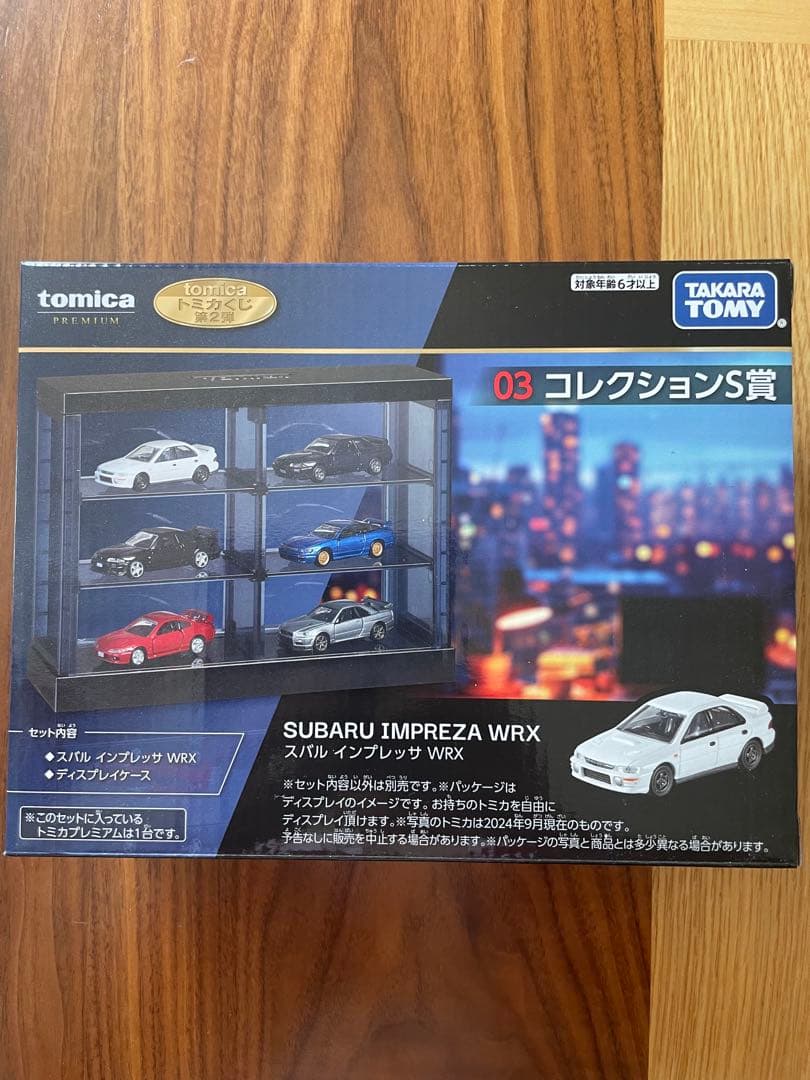 tomica
PREMIUM
tomica
トミカくじ
第2弾
対象年齢6才以上
TAKARA
TOMY
03 コレクションS賞
セット内容
◆スバル インプレッサ WRX
◆ディスプレイケース
※このセットに入っている
トミカプレミアムは1台です。
SUBARU IMPREZA WRX
スバル インプレッサ WRX
※セット内容以外は別売です。※パッケージは
ディスプレイのイメージです。お持ちのトミカを自由に
ディスプレイ頂けます。※写真のトミカは2024年9月現在のものです。
予告なしに販売を中止する場合があります。※パッケージの写真と商品とは多少異なる場合があります。